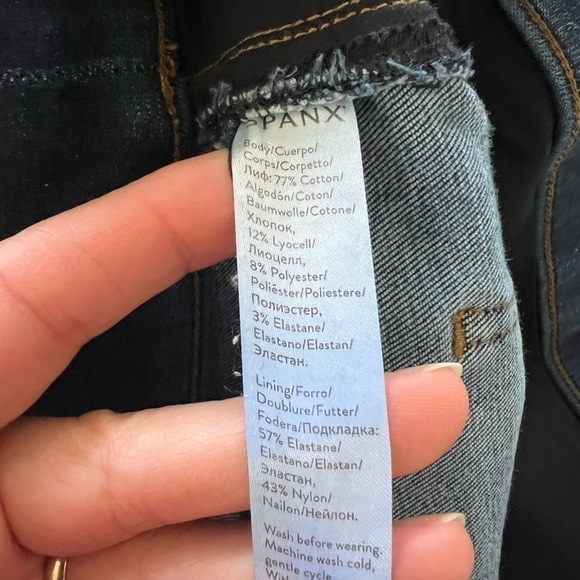 SPANX
Body/Cuerpo/
Corps/Corpetto/
Лиф: 77% Cotton/
Algodón/Coton/
Baumwolle/Cotone/
Хлопок,
12% Lyocell/
Лиоцелл,
8% Polyester/
Poliéster/Poliestere/
Полиэстер,
3% Elastane/
Elastano/Elastan/
Эластан.
Lining/Forro/
Doublure/Futter/
Fodera/Подкладка:
57% Elastane/
Elastano/Elastan/
Эластан,
43% Nylon/
Nailon/Нейлон.
Wash before wearing.
Machine wash cold,
gentle cycle.